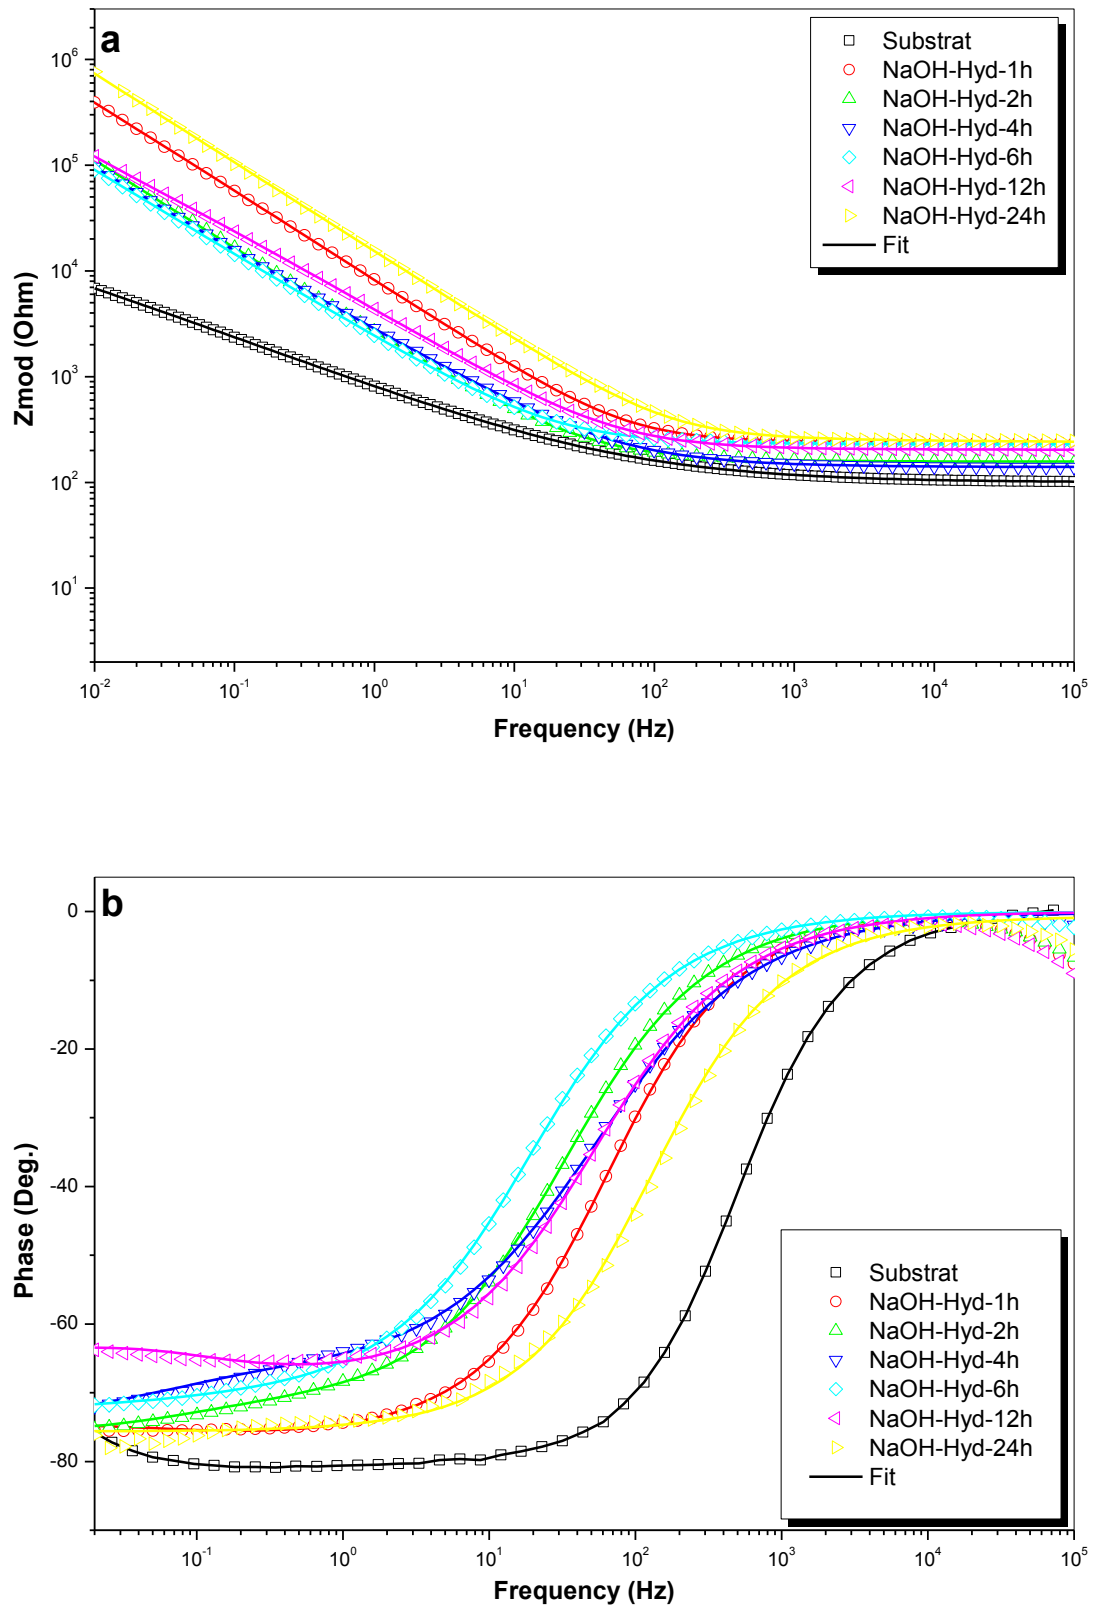 a
Substrat
NaOH-Hyd-1h
NaOH-Hyd-2h
NaOH-Hyd-4h
NaOH-Hyd-6h
NaOH-Hyd-12h
NaOH-Hyd-24h
Fit
10^6
10^5
10^4
10^3
10^2
10^1
Zmod (Ohm)
10^-2
10^-1
10^0
10^1
10^2
10^3
10^4
10^5
Frequency (Hz)
b
0
-20
-40
-60
-80
Phase (Deg.)
Substrat
NaOH-Hyd-1h
NaOH-Hyd-2h
NaOH-Hyd-4h
NaOH-Hyd-6h
NaOH-Hyd-12h
NaOH-Hyd-24h
Fit
10^-1
10^0
10^1
10^2
10^3
10^4
10^5
Frequency (Hz)